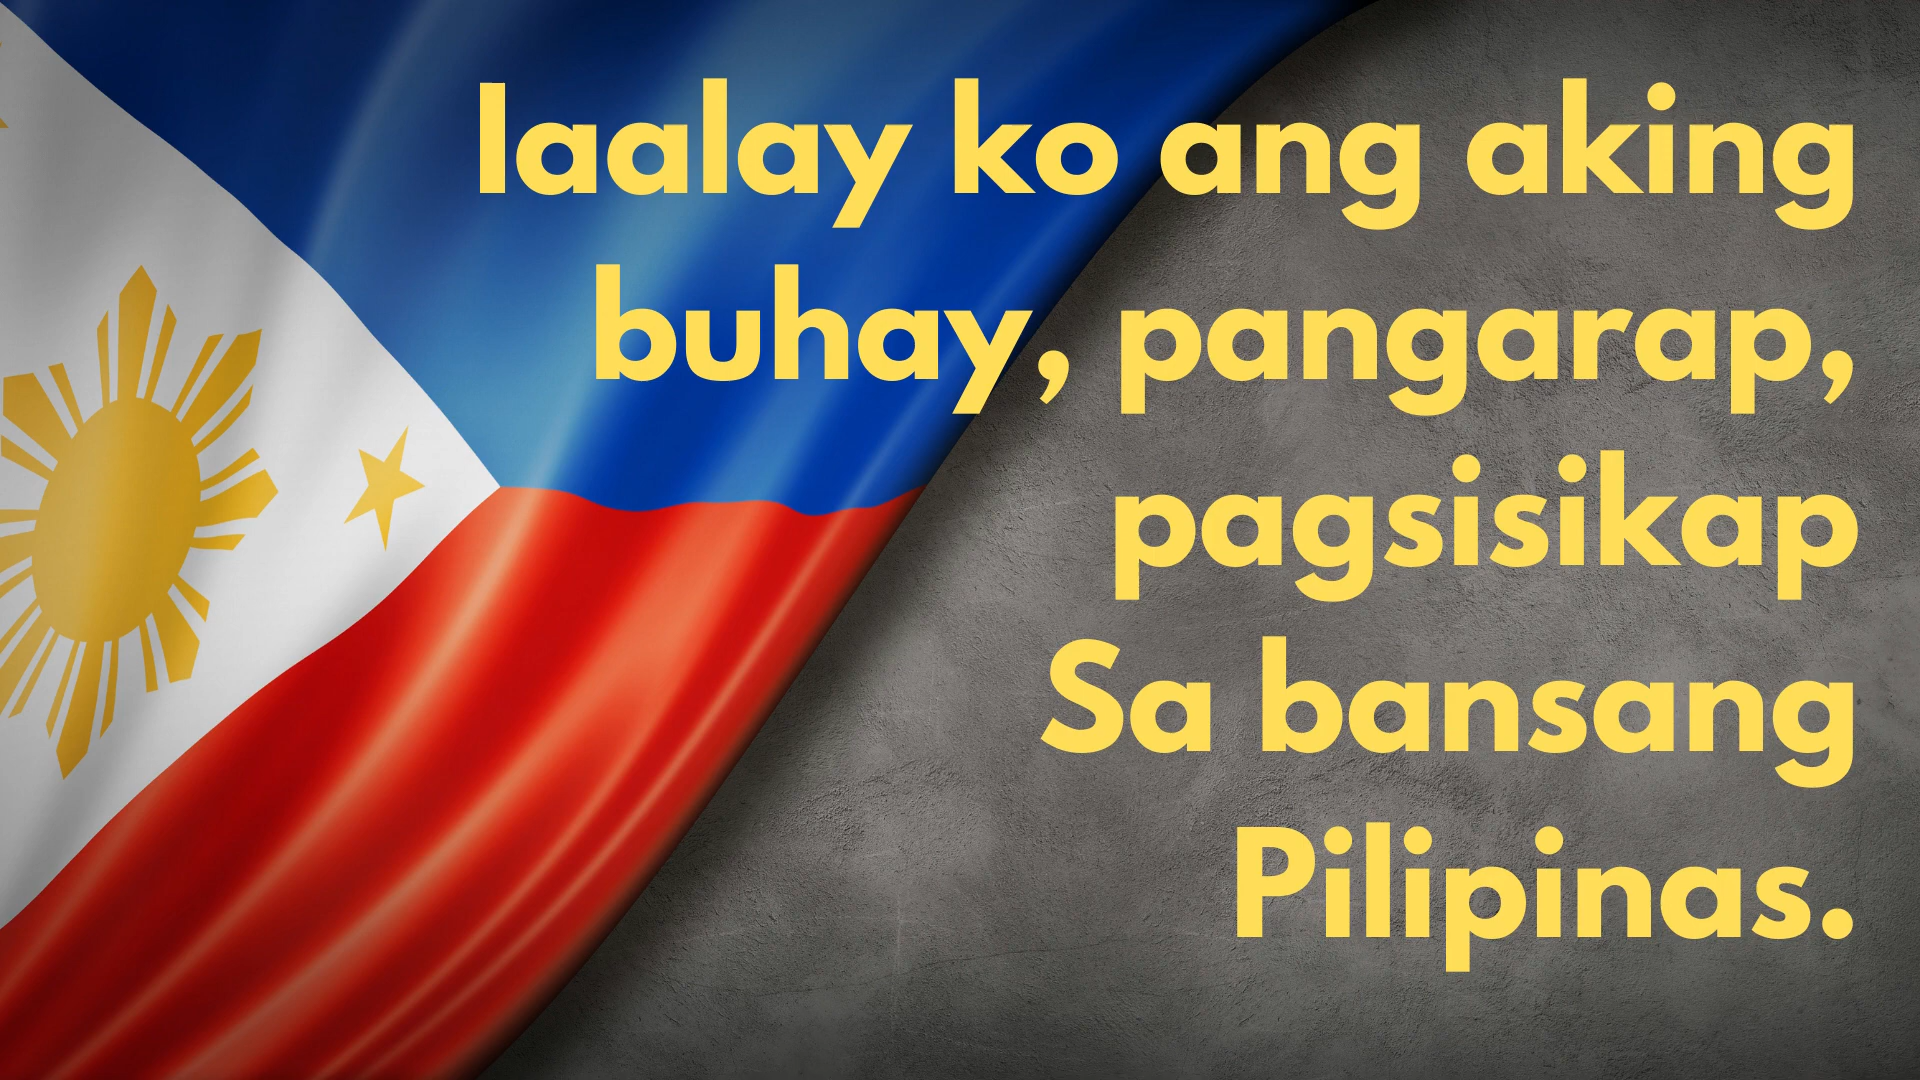 Iaalay ko ang aking
buhay, pangarap,
pagsisikap
Sa bansang
Pilipinas.